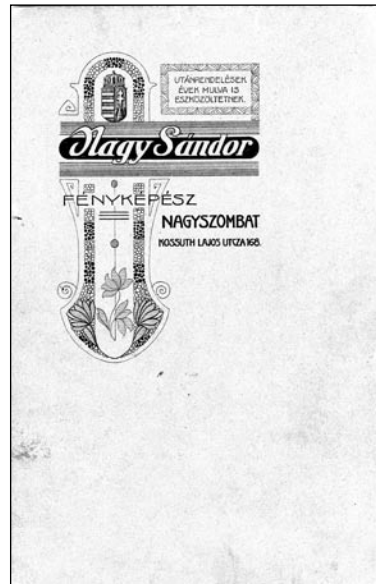 UTÁNRENDELÉSEK
ÉVEK MULVA IS
ESZKÖZÖLTETNEK.
Nagy Sándor
FÉNYKÉPÉSZ
NAGYSZOMBAT
KOSSUTH LAJOS UTCZA 168.